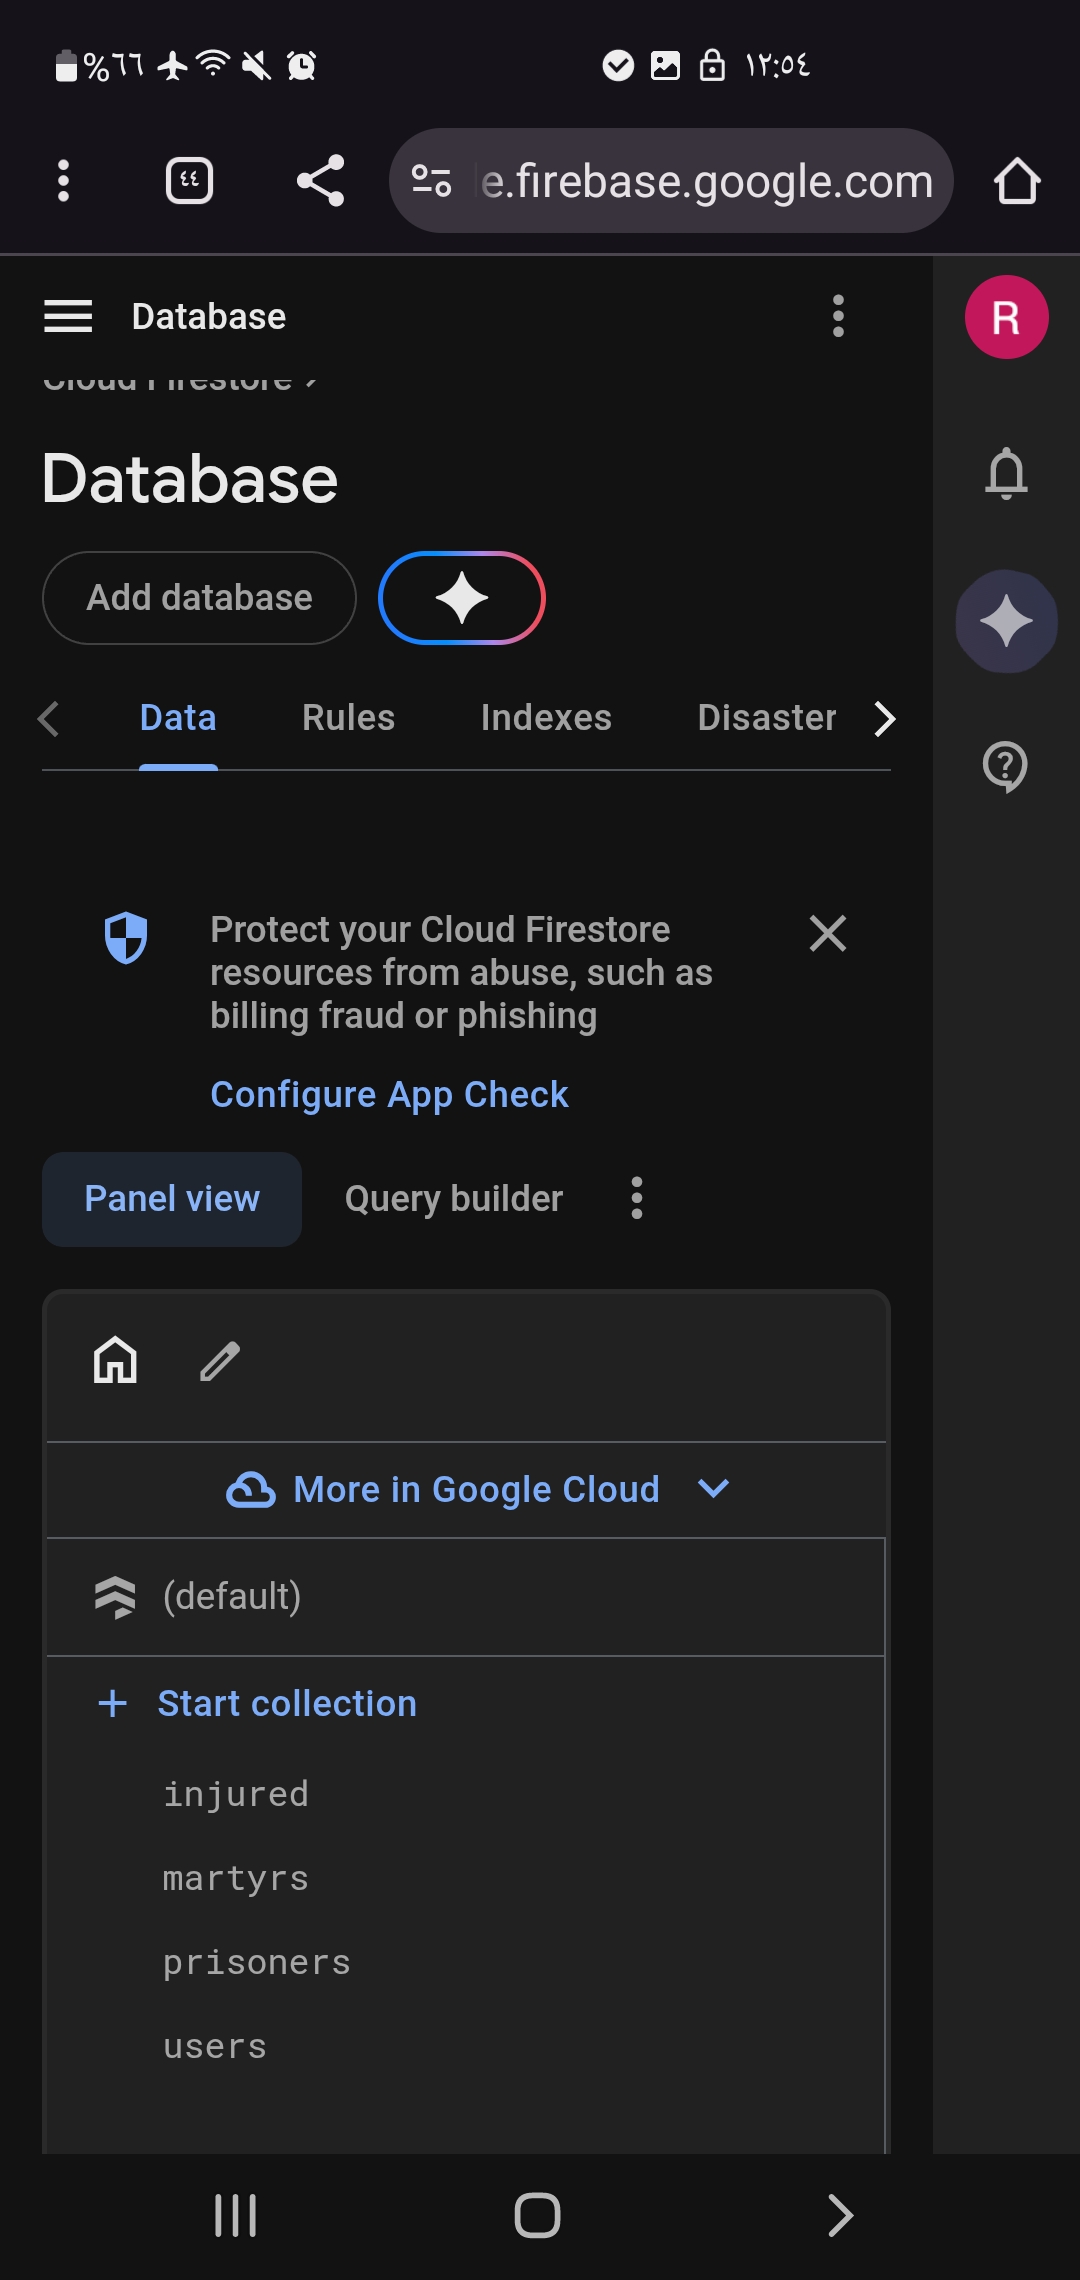 %٦٦
١٢:٥٤
٤٤
e.firebase.google.com
Database
R
Cloud Firestore
Database
Add database
Data
Rules
Indexes
Disaster
Protect your Cloud Firestore
resources from abuse, such as
billing fraud or phishing
Configure App Check
Panel view
Query builder
More in Google Cloud
(default)
+ Start collection
injured
martyrs
prisoners
users